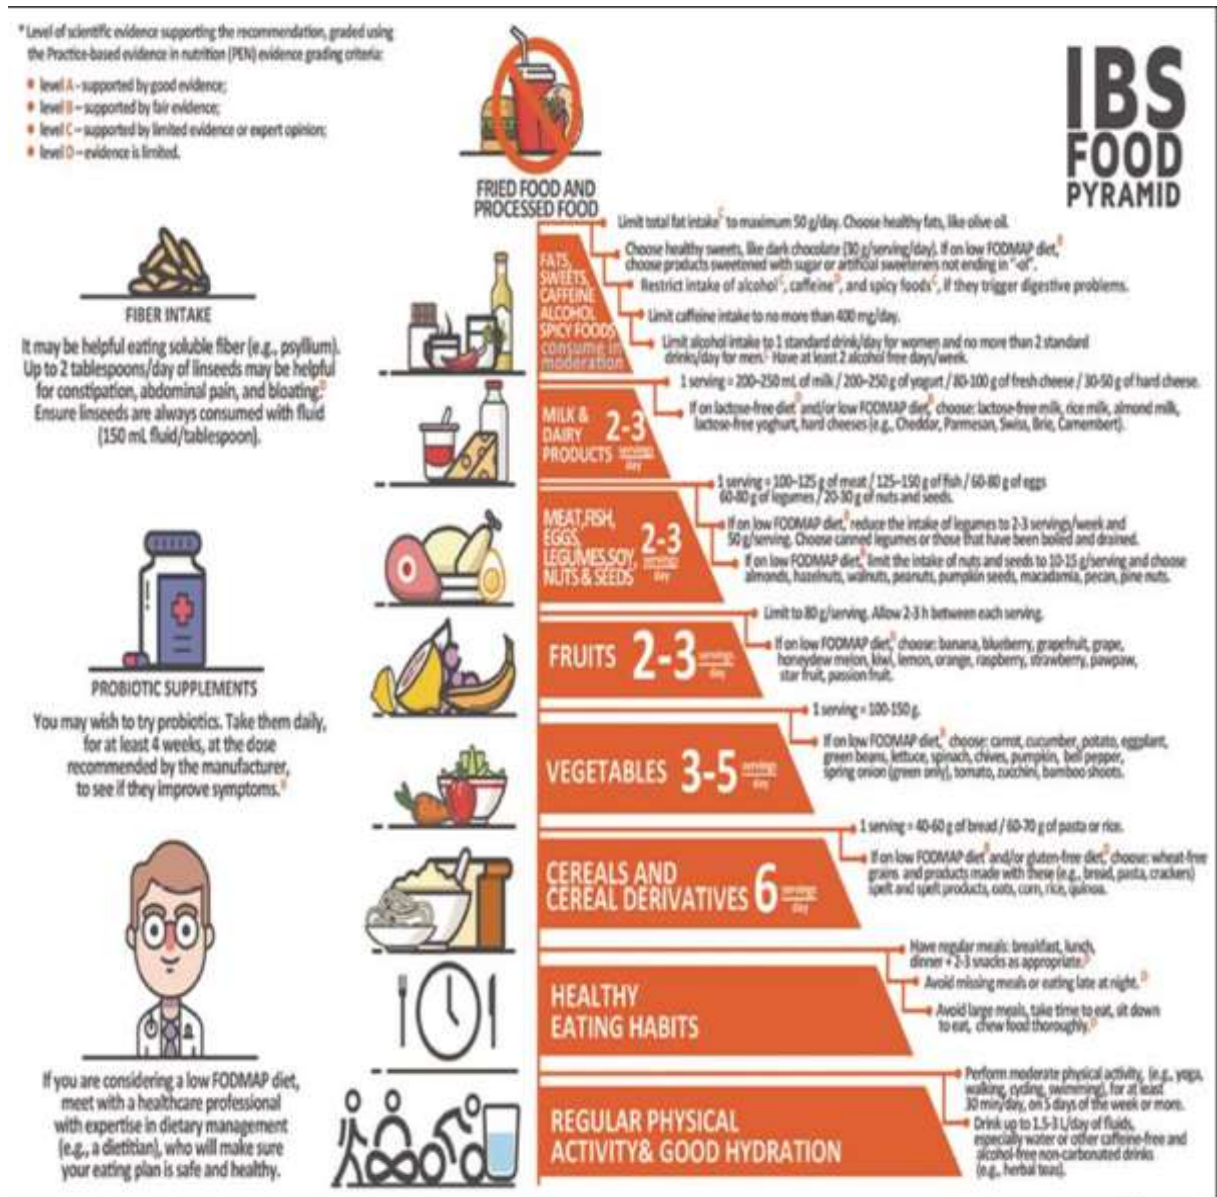 * Level of scientific evidence supporting the recommendation, graded using
the Practice-based evidence in nutrition (PEN) evidence grading criteria:
level A - supported by good evidence;
level B - supported by fair evidence;
level C - supported by limited evidence or expert opinion;
level D - evidence is limited.
IBS
FOOD
PYRAMID
FRIED FOOD AND
PROCESSED FOOD
Limit total fat intake C to maximum 50 g/day. Choose healthy fats, like olive oil.
Choose healthy sweets, like dark chocolate (30 g/serving/day). If on low FODMAP diet,
choose products sweetened with sugar or artificial sweeteners not ending in "-ol".
Restrict intake of alcohol C, caffeine, and spicy foods C, if they trigger digestive problems.
Limit caffeine intake to no more than 400 mg/day.
Limit alcohol intake to 1 standard drink/day for women and no more than 2 standard
drinks/day for men. Have at least 2 alcohol free days/week.
FATS,
SWEETS,
CAFFEINE
ALCOHOL
SPICY FOODS
consume in
moderation
1 serving = 200-250 mL of milk / 200-250 g of yogurt / 80-100 g of fresh cheese / 30-50 g of hard cheese.
If on lactose-free diet and/or low FODMAP diet, choose: lactose-free milk, rice milk, almond milk,
lactose-free yoghurt, hard cheeses (e.g., Cheddar, Parmesan, Swiss, Brie, Camembert).
MILK &
DAIRY
PRODUCTS
2-3
servings
day
1 serving = 100-125 g of meat / 125-150 g of fish / 60-80 g of eggs
60-80 g of legumes / 20-30 g of nuts and seeds.
If on low FODMAP diet, reduce the intake of legumes to 2-3 servings/week and
50 g/serving. Choose canned legumes or those that have been boiled and drained.
If on low FODMAP diet, limit the intake of nuts and seeds to 10-15 g/serving and choose
almonds, hazelnuts, walnuts, peanuts, pumpkin seeds, macadamia, pecan, pine nuts.
MEAT,FISH,
EGGS,
LEGUMES,SOY,
NUTS & SEEDS
2-3
servings
day
Limit to 80 g/serving. Allow 2-3 h between each serving.
If on low FODMAP diet, choose: banana, blueberry, grapefruit, grape,
honeydew melon, kiwi, lemon, orange, raspberry, strawberry, pawpaw,
star fruit, passion fruit.
FRUITS 2-3 servings
day
1 serving = 100-150 g.
If on low FODMAP diet, choose: carrot, cucumber, potato, eggplant,
green beans, lettuce, spinach, chives, pumpkin, bell pepper,
spring onion (green only), tomato, zucchini, bamboo shoots.
VEGETABLES 3-5 servings
day
1 serving = 40-60 g of bread / 60-70 g of pasta or rice.
If on low FODMAP diet and/or gluten-free diet, choose: wheat-free
grains and products made with these (e.g., bread, pasta, crackers)
spelt and spelt products, oats, corn, rice, quinoa.
CEREALS AND
CEREAL DERIVATIVES 6 servings
day
Have regular meals: breakfast, lunch,
dinner + 2-3 snacks as appropriate.
Avoid missing meals or eating late at night. D
Avoid large meals, take time to eat, sit down
to eat, chew food thoroughly. D
HEALTHY
EATING HABITS
Perform moderate physical activity, (e.g., yoga,
walking, cycling, swimming), for at least
30 min/day, on 5 days of the week or more.
Drink up to 1.5-3 L/day of fluids,
especially water or other caffeine-free and
alcohol-free non-carbonated drinks
(e.g., herbal teas).
REGULAR PHYSICAL
ACTIVITY& GOOD HYDRATION
FIBER INTAKE
It may be helpful eating soluble fiber (e.g., psyllium).
Up to 2 tablespoons/day of linseeds may be helpful
for constipation, abdominal pain, and bloating.
Ensure linseeds are always consumed with fluid
(150 mL fluid/tablespoon).
PROBIOTIC SUPPLEMENTS
You may wish to try probiotics. Take them daily,
for at least 4 weeks, at the dose
recommended by the manufacturer,
to see if they improve symptoms.
If you are considering a low FODMAP diet,
meet with a healthcare professional
with expertise in dietary management
(e.g., a dietitian), who will make sure
your eating plan is safe and healthy.